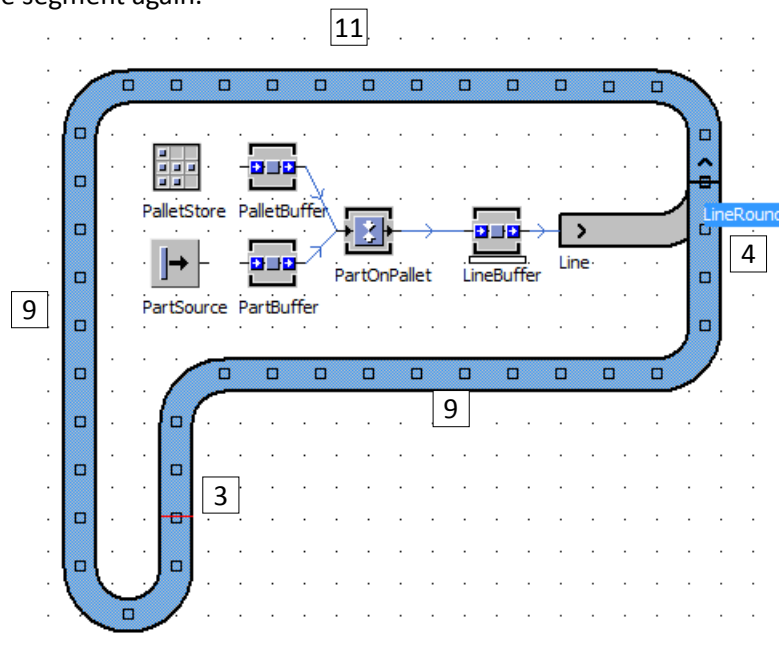 e segment again.
11
PalletStore PalletBuffer
LineRound
4
PartOnPallet LineBuffer Line
9
PartSource PartBuffer
9
3